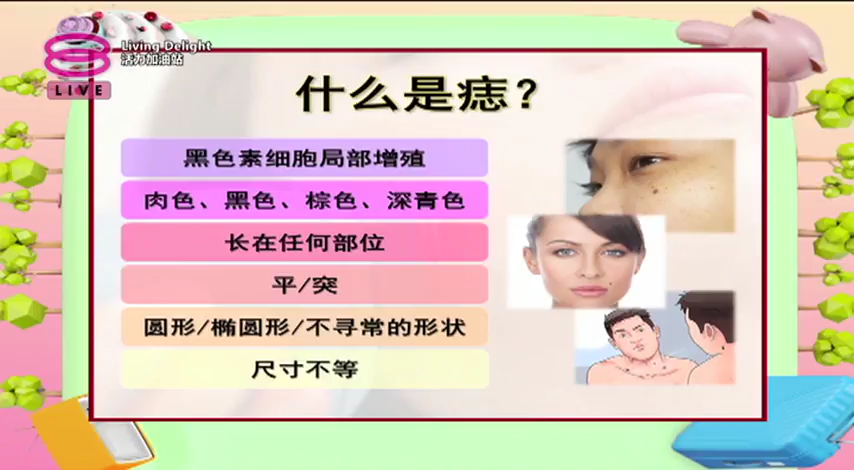 Living Delight
活力加油站
LIVE
什么是痣？
黑色素细胞局部增殖
肉色、黑色、棕色、深青色
长在任何部位
平/突
圆形/椭圆形/不寻常的形状
尺寸不等